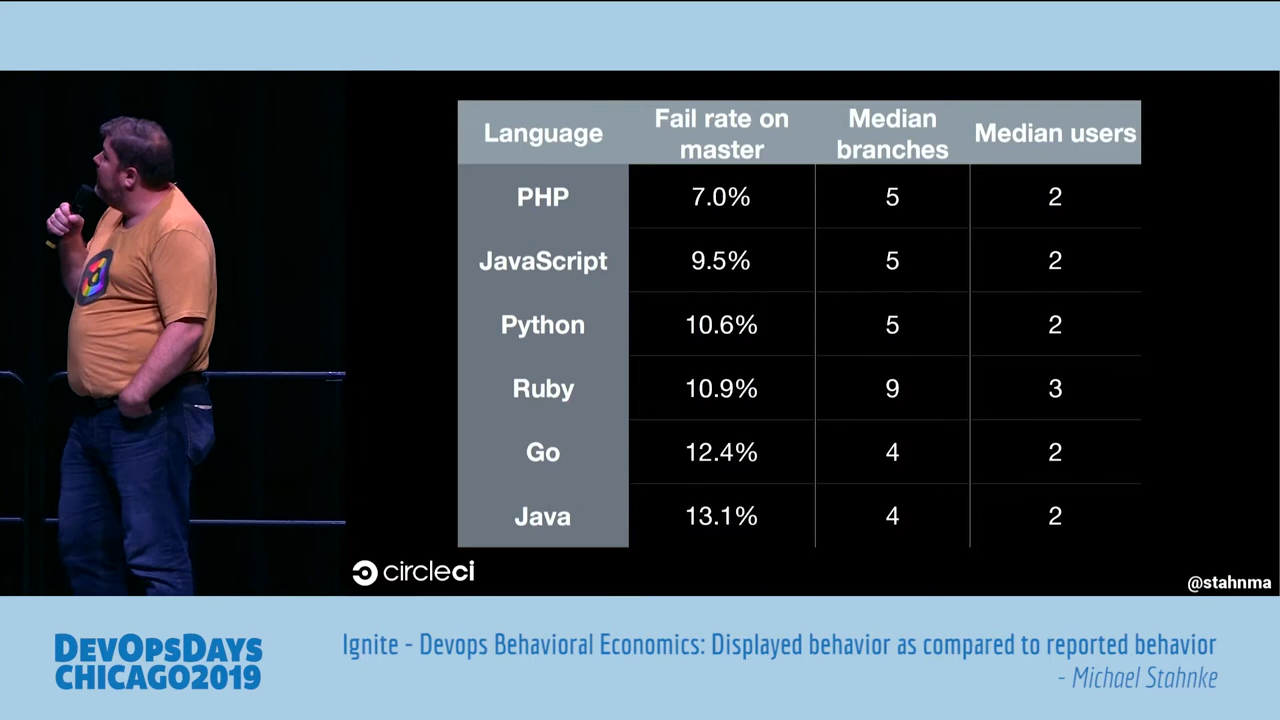 Language Fail rate on master Median branches Median users
PHP 7.0% 5 2
JavaScript 9.5% 5 2
Python 10.6% 5 2
Ruby 10.9% 9 3
Go 12.4% 4 2
Java 13.1% 4 2
circleci
@stahnma
DEVOPSDAYS
CHICAGO2019
Ignite - Devops Behavioral Economics: Displayed behavior as compared to reported behavior
- Michael Stahnke